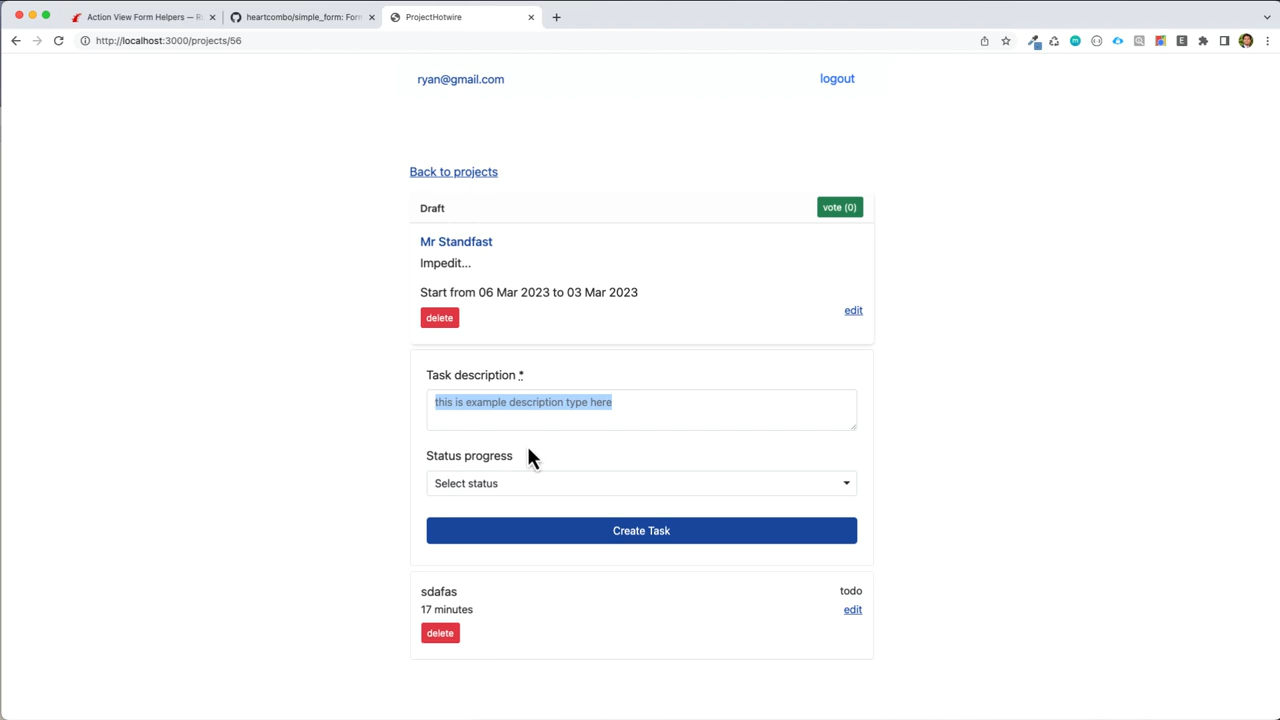 Action View Form Helpers — R
heartcombo/simple_form: Form
ProjectHotwire
http://localhost:3000/projects/56
ryan@gmail.com
logout
Back to projects
Draft
vote (0)
Mr Standfast
Impedit...
Start from 06 Mar 2023 to 03 Mar 2023
edit
delete
Task description *
this is example description type here
Status progress
Select status
Create Task
sdafas
todo
17 minutes
edit
delete